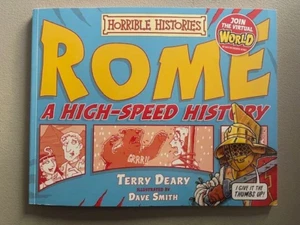 HORRIBLE HISTORIES
JOIN
THE VIRTUAL
WORLD
ROME
A HIGH-SPEED HISTORY
GRRR!!
TERRY DEARY
ILLUSTRATED BY
DAVE SMITH
I GIVE IT THE
THUMBS UP!